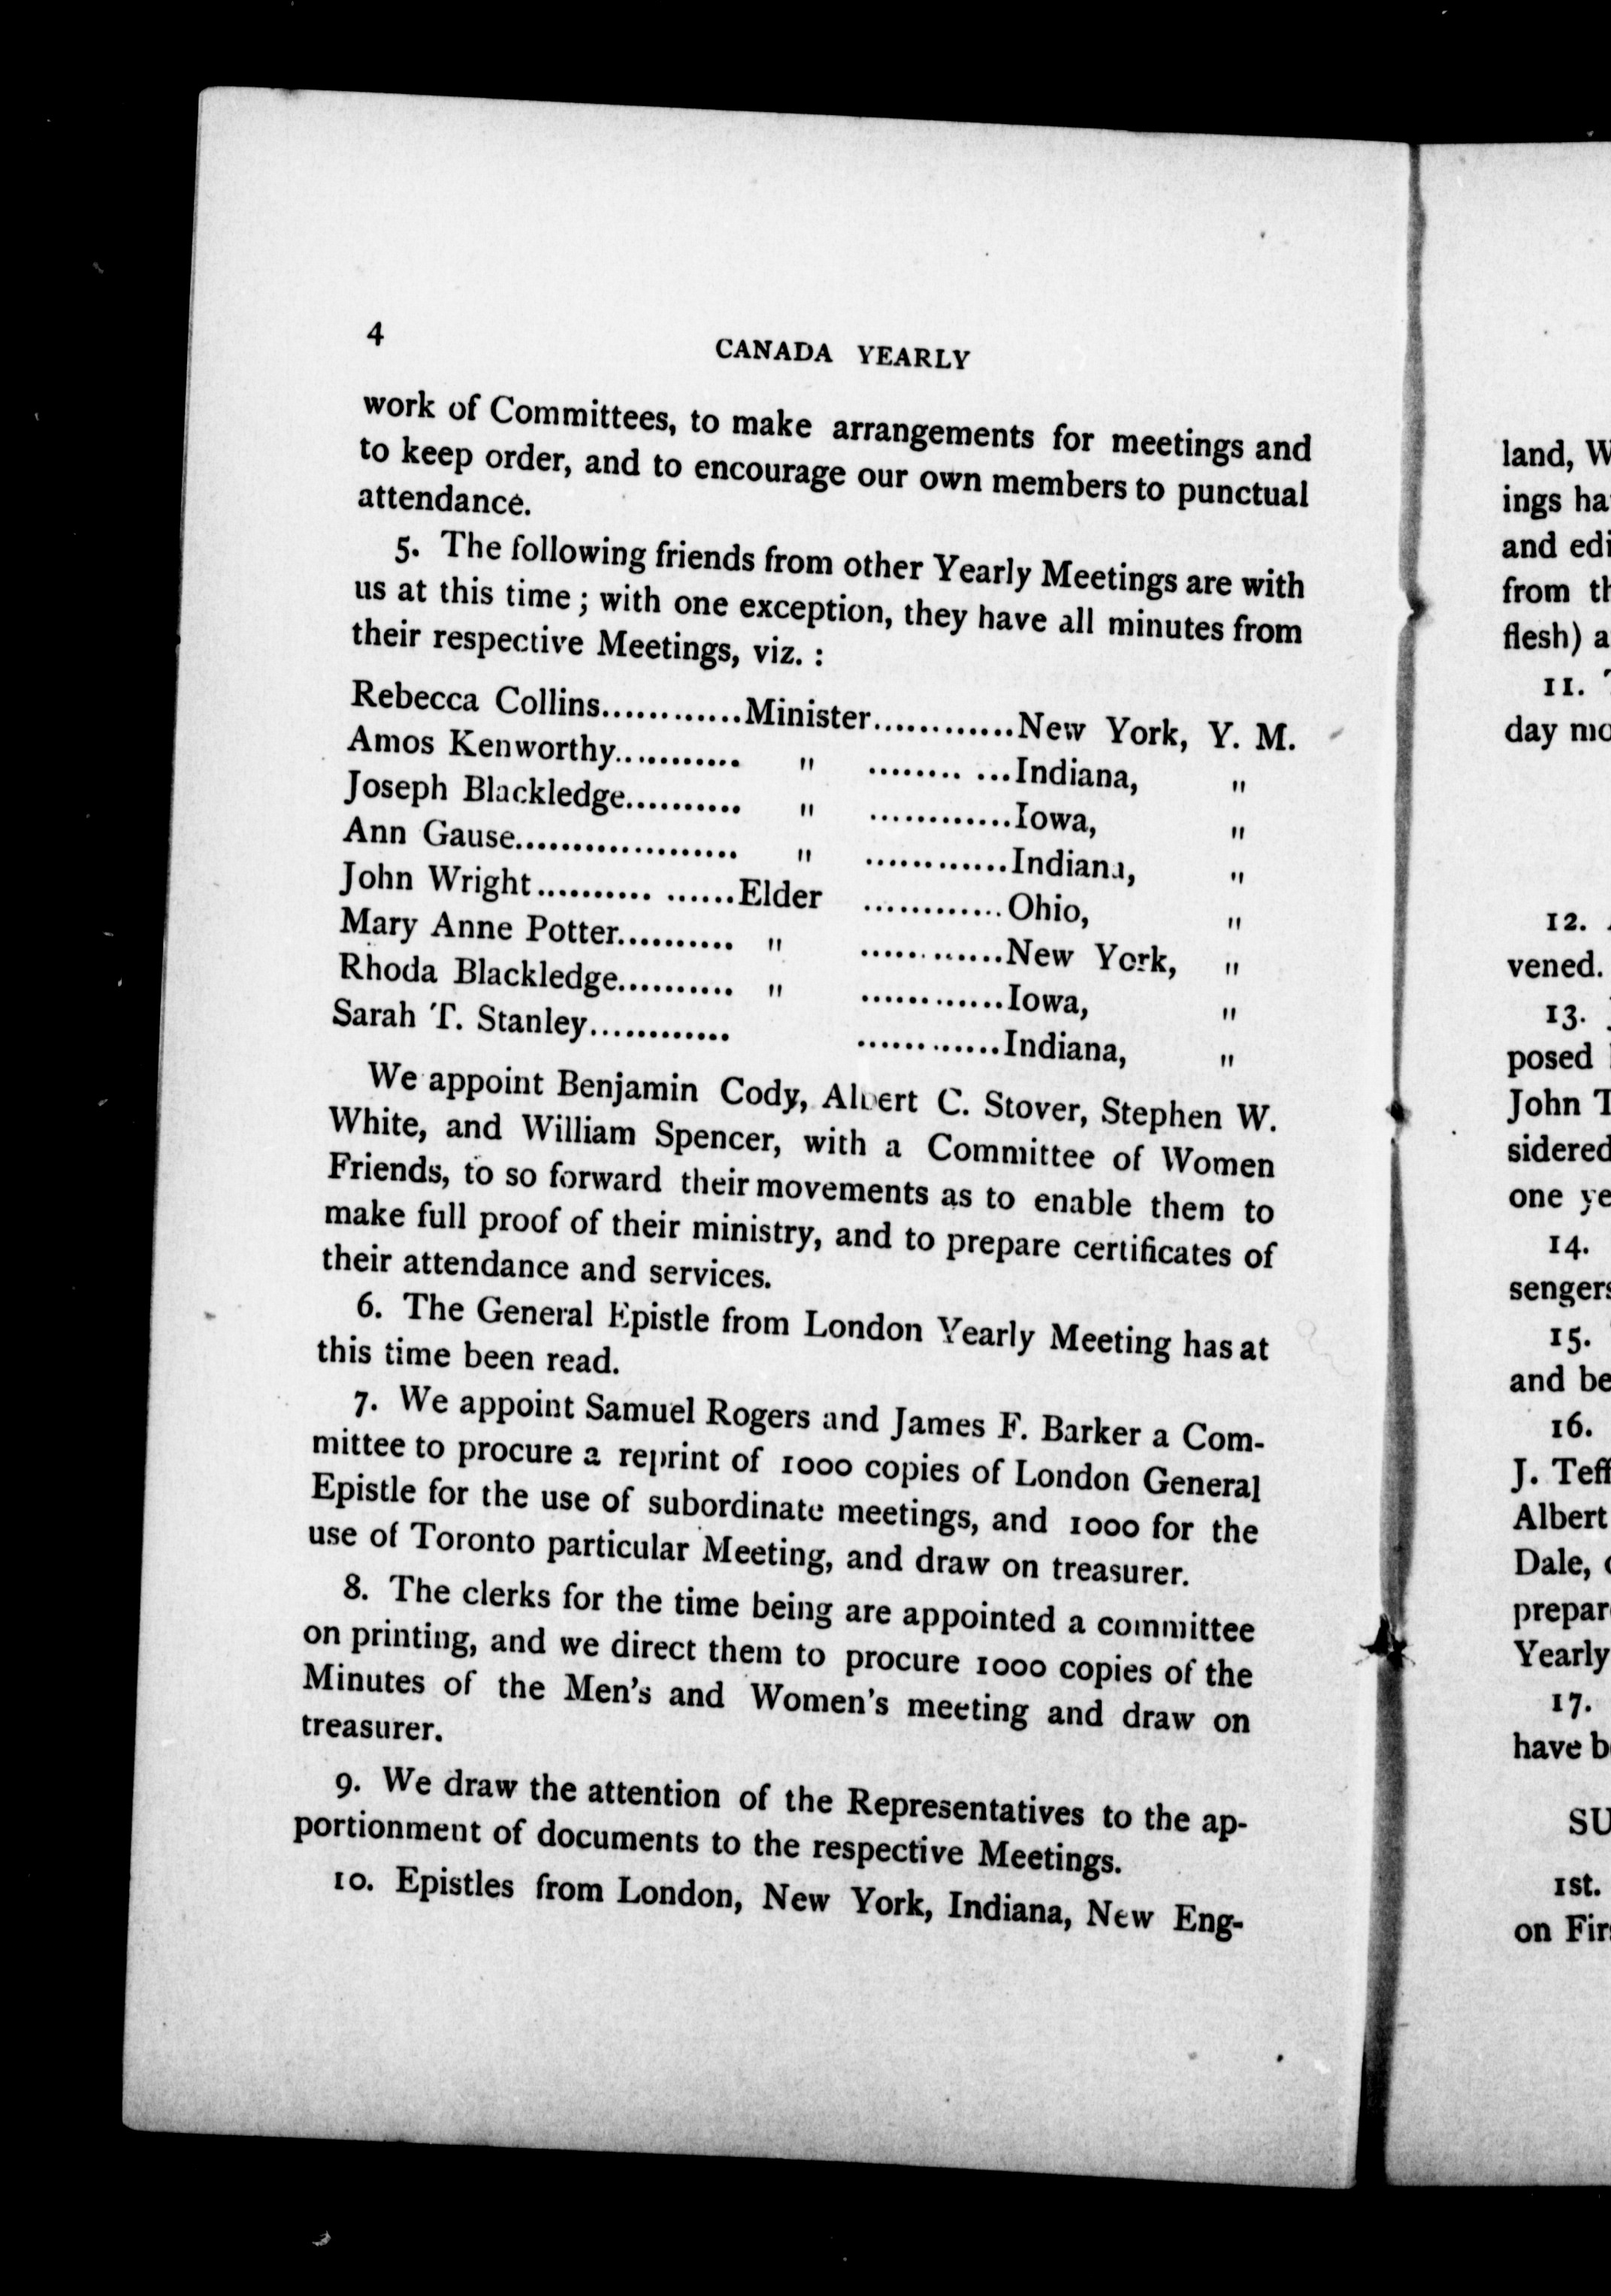 4
CANADA YEARLY
work of Committees, to make arrangements for meetings and
to keep order, and to encourage our own members to punctual
attendance.
5. The following friends from other Yearly Meetings are with
us at this time; with one exception, they have all minutes from
their respective Meetings, viz. :
Rebecca Collins............Minister............New York, Y. M.
Amos Kenworthy........... " ........ ...Indiana, "
Joseph Blackledge.......... " ............Iowa, "
Ann Gause................... " ............Indiana, "
John Wright.......... ......Elder ............Ohio, "
Mary Anne Potter.......... " ............New York, "
Rhoda Blackledge.......... " ............Iowa, "
Sarah T. Stanley............ ............Indiana, "
We appoint Benjamin Cody, Albert C. Stover, Stephen W.
White, and William Spencer, with a Committee of Women
Friends, to so forward their movements as to enable them to
make full proof of their ministry, and to prepare certificates of
their attendance and services.
6. The General Epistle from London Yearly Meeting has at
this time been read.
7. We appoint Samuel Rogers and James F. Barker a Com-
mittee to procure a reprint of 1000 copies of London General
Epistle for the use of subordinate meetings, and 1000 for the
use of Toronto particular Meeting, and draw on treasurer.
8. The clerks for the time being are appointed a committee
on printing, and we direct them to procure 1000 copies of the
Minutes of the Men's and Women's meeting and draw on
treasurer.
9. We draw the attention of the Representatives to the ap-
portionment of documents to the respective Meetings.
10. Epistles from London, New York, Indiana, New Eng-
land, W
ings ha
and edi
from th
flesh) a
11.
day mo
12.
vened.
13.
posed
John T
sidered
one ye
14.
sengers
15.
and be
16.
J. Teff
Albert
Dale,
prepar
Yearly
17.
have b
SU
1st.
on Fir